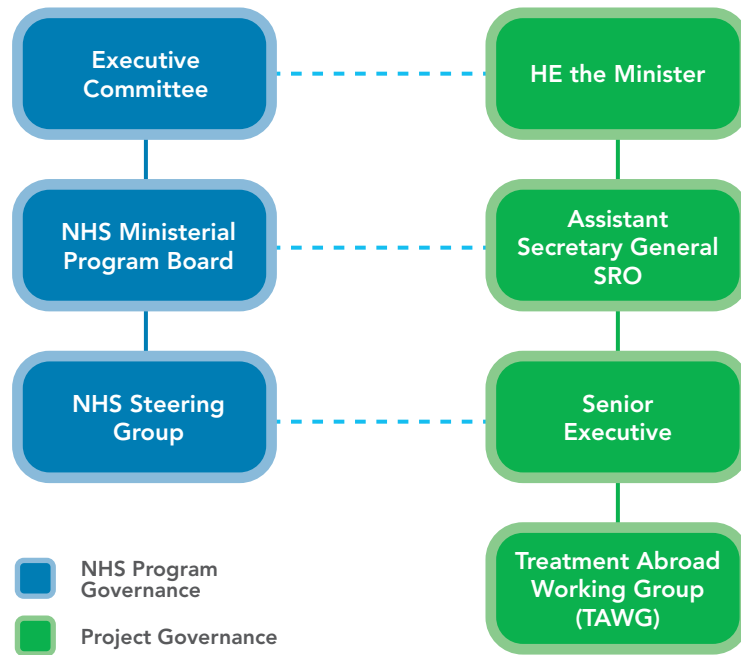 Executive
Committee
HE the Minister
NHS Ministerial
Program Board
Assistant
Secretary General
SRO
NHS Steering
Group
Senior
Executive
Treatment Abroad
Working Group
(TAWG)
NHS Program
Governance
Project Governance